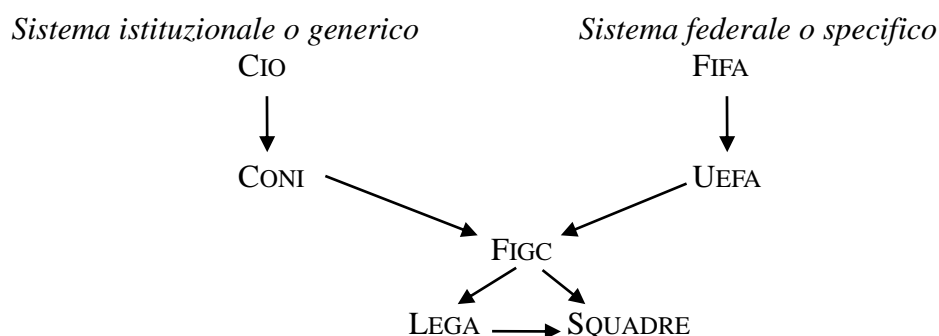 Sistema istituzionale o generico Sistema federale o specifico
CIO FIFA
CONI UEFA
FIGC
LEGA SQUADRE